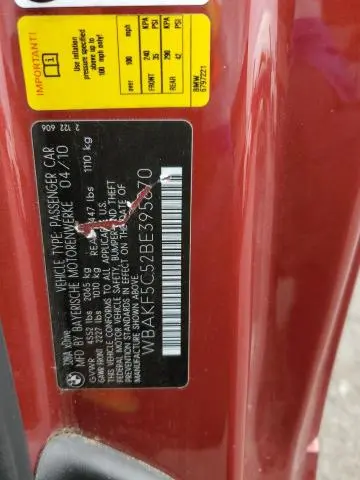 IMPORTANT!
Use inflation
pressure specified
above up to
100 mph only!
over 100 mph
KPA PSI
FRONT 240 35
KPA PSI
REAR 290 42
BMW
6797221
2 122 606
VEHICLE TYPE: PASSENGER CAR
MFD BY BAYERISCHE MOTORENWERKE 04/10
GVWR 4552 lbs 2065 kg
GAWR FRONT 2227 lbs 1010 kg REAR 2447 lbs 1110 kg
THIS VEHICLE CONFORMS TO ALL U.S.
FEDERAL MOTOR VEHICLE SAFETY,
STANDARDS IN EFFECT BUMPER AND THEFT
PREVENTION ON THE DATE OF
MANUFACTURE
WBAKF5C52BE395670